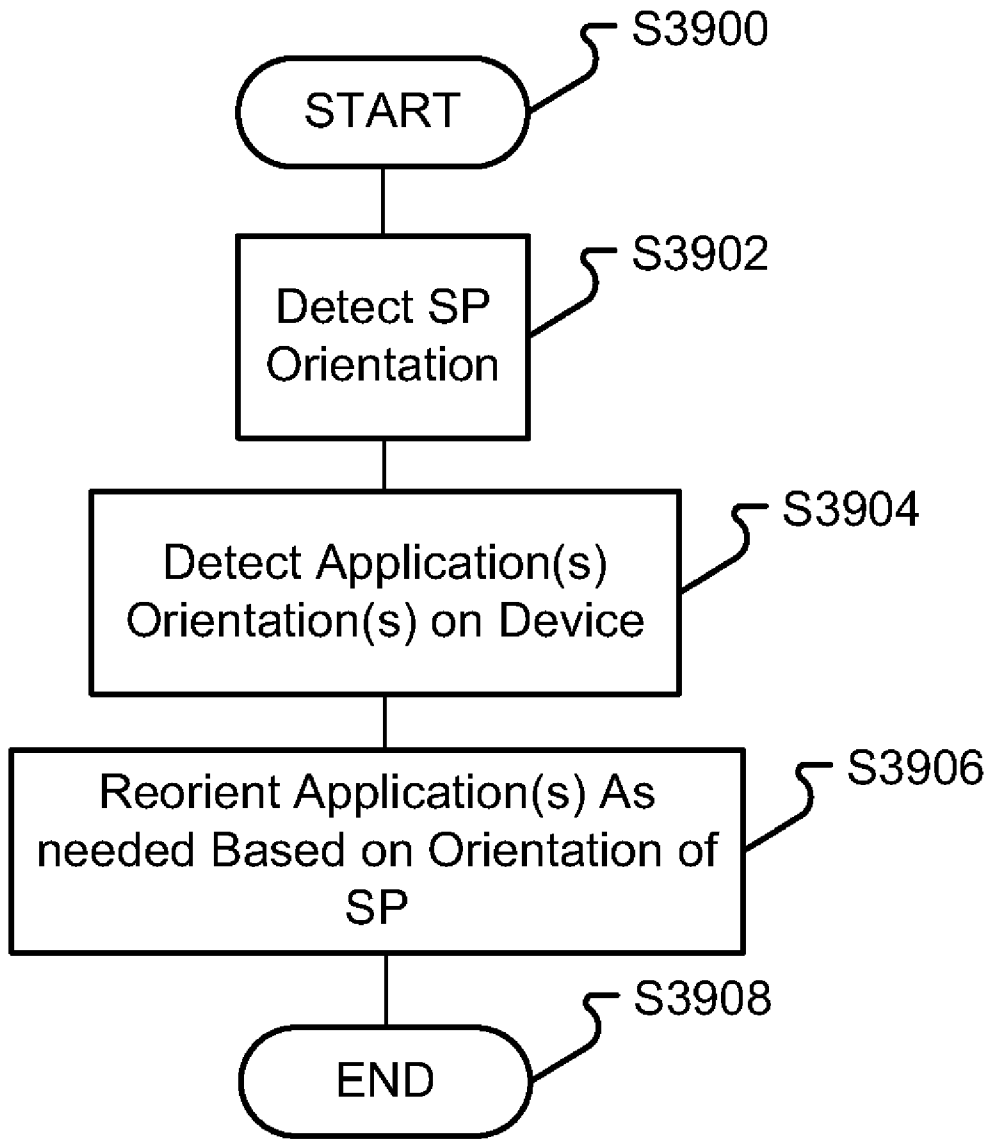 S3900
START
S3902
Detect SP
Orientation
S3904
Detect Application(s)
Orientation(s) on Device
S3906
Reorient Application(s) As
needed Based on Orientation of
SP
S3908
END